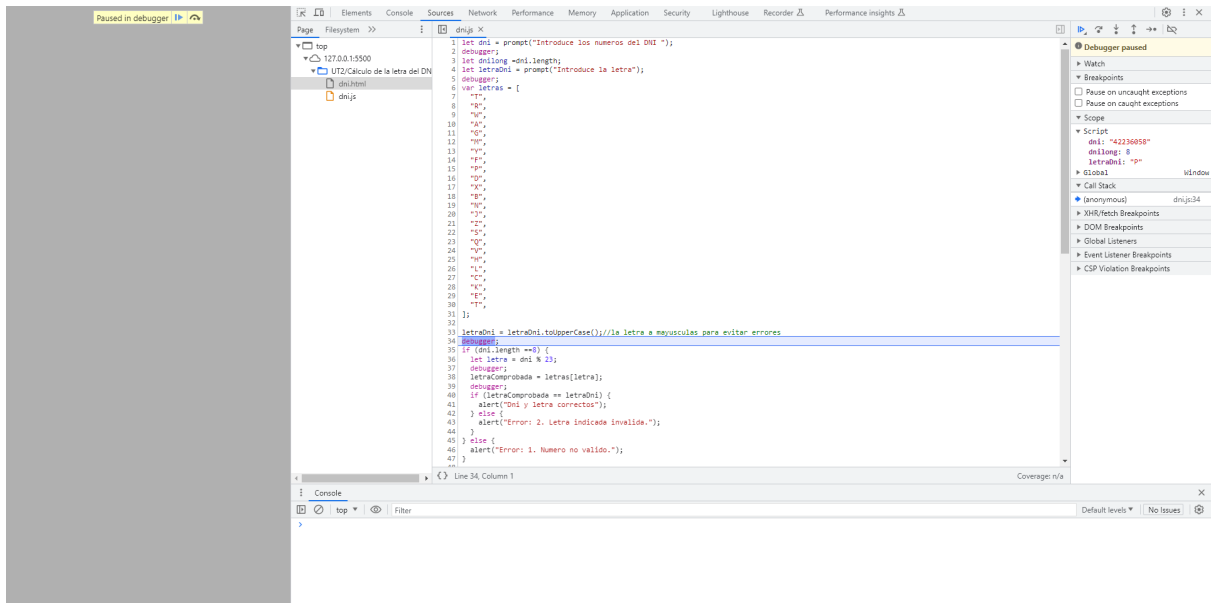 Paused in debugger
Elements Console Sources Network Performance Memory Application Security Lighthouse Recorder Performance insights
Page Filesystem >>
dni.js ×
top
127.0.0.1:5500
UT2/Cálculo de la letra del DN
dni.html
dni.js
1 let dni = prompt("Introduce los numeros del DNI ");
2 debugger;
3 let dnilong =dni.length;
4 let letraDni = prompt("Introduce la letra");
5 debugger;
6 var letras = [
7 "T",
8 "R",
9 "W",
10 "A",
11 "G",
12 "M",
13 "Y",
14 "F",
15 "P",
16 "D",
17 "X",
18 "B",
19 "N",
20 "J",
21 "Z",
22 "S",
23 "Q",
24 "V",
25 "H",
26 "L",
27 "C",
28 "K",
29 "E",
30 "T",
31 ];
32
33 letraDni = letraDni.toUpperCase();//la letra a mayusculas para evitar errores
34 debugger;
35 if (dni.length ==8) {
36 let letra = dni % 23;
37 debugger;
38 letraComprobada = letras[letra];
39 debugger;
40 if (letraComprobada == letraDni) {
41 alert("Dni y letra correctos");
42 } else {
43 alert("Error: 2. Letra indicada invalida.");
44 }
45 } else {
46 alert("Error: 1. Numero no valido.");
47 }
{} Line 34, Column 1 Coverage: n/a
Debugger paused
Watch
Breakpoints
Pause on uncaught exceptions
Pause on caught exceptions
Scope
Script
dni: "42236058"
dnilong: 8
letraDni: "P"
Global Window
Call Stack
(anonymous) dni.js:34
XHR/fetch Breakpoints
DOM Breakpoints
Global Listeners
Event Listener Breakpoints
CSP Violation Breakpoints
Console
top Filter Default levels No Issues
>